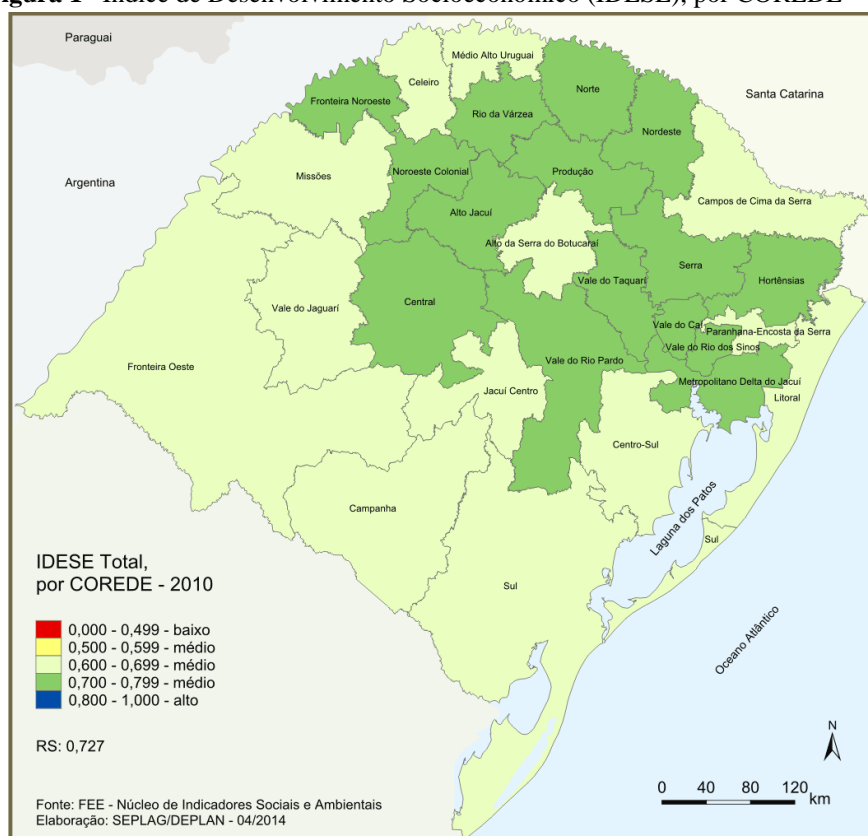 Figura 1 - Índice de Desenvolvimento Socioeconômico (IDESE), por COREDE
Paraguai
Médio Alto Uruguai
Celeiro
Norte
Santa Catarina
Fronteira Noroeste
Rio da Várzea
Nordeste
Argentina
Missões
Noroeste Colonial
Produção
Campos de Cima da Serra
Alto Jacuí
Alto da Serra do Botucaraí
Serra
Hortênsias
Vale do Taquari
Central
Vale do Jaguarí
Vale do Caí
Paranhana-Encosta da Serra
Vale do Rio dos Sinos
Vale do Rio Pardo
Fronteira Oeste
Metropolitano Delta do Jacuí
Jacuí Centro
Litoral
Centro-Sul
Campanha
Laguna dos Patos
Sul
Sul
Oceano Atlântico
IDESE Total,
por COREDE - 2010
0,000 - 0,499 - baixo
0,500 - 0,599 - médio
0,600 - 0,699 - médio
0,700 - 0,799 - médio
0,800 - 1,000 - alto
RS: 0,727
N
0 40 80 120 km
Fonte: FEE - Núcleo de Indicadores Sociais e Ambientais
Elaboração: SEPLAG/DEPLAN - 04/2014